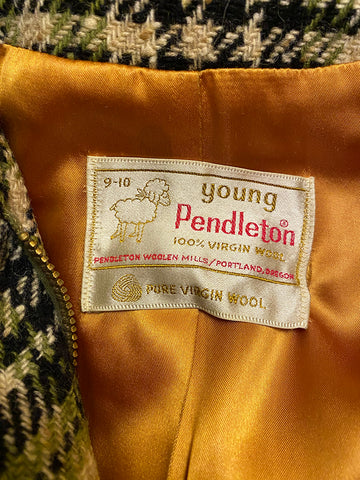 9-10
young
Pendleton®
100% VIRGIN WOOL
PENDLETON WOOLEN MILLS/PORTLAND, OREGON
PURE VIRGIN WOOL